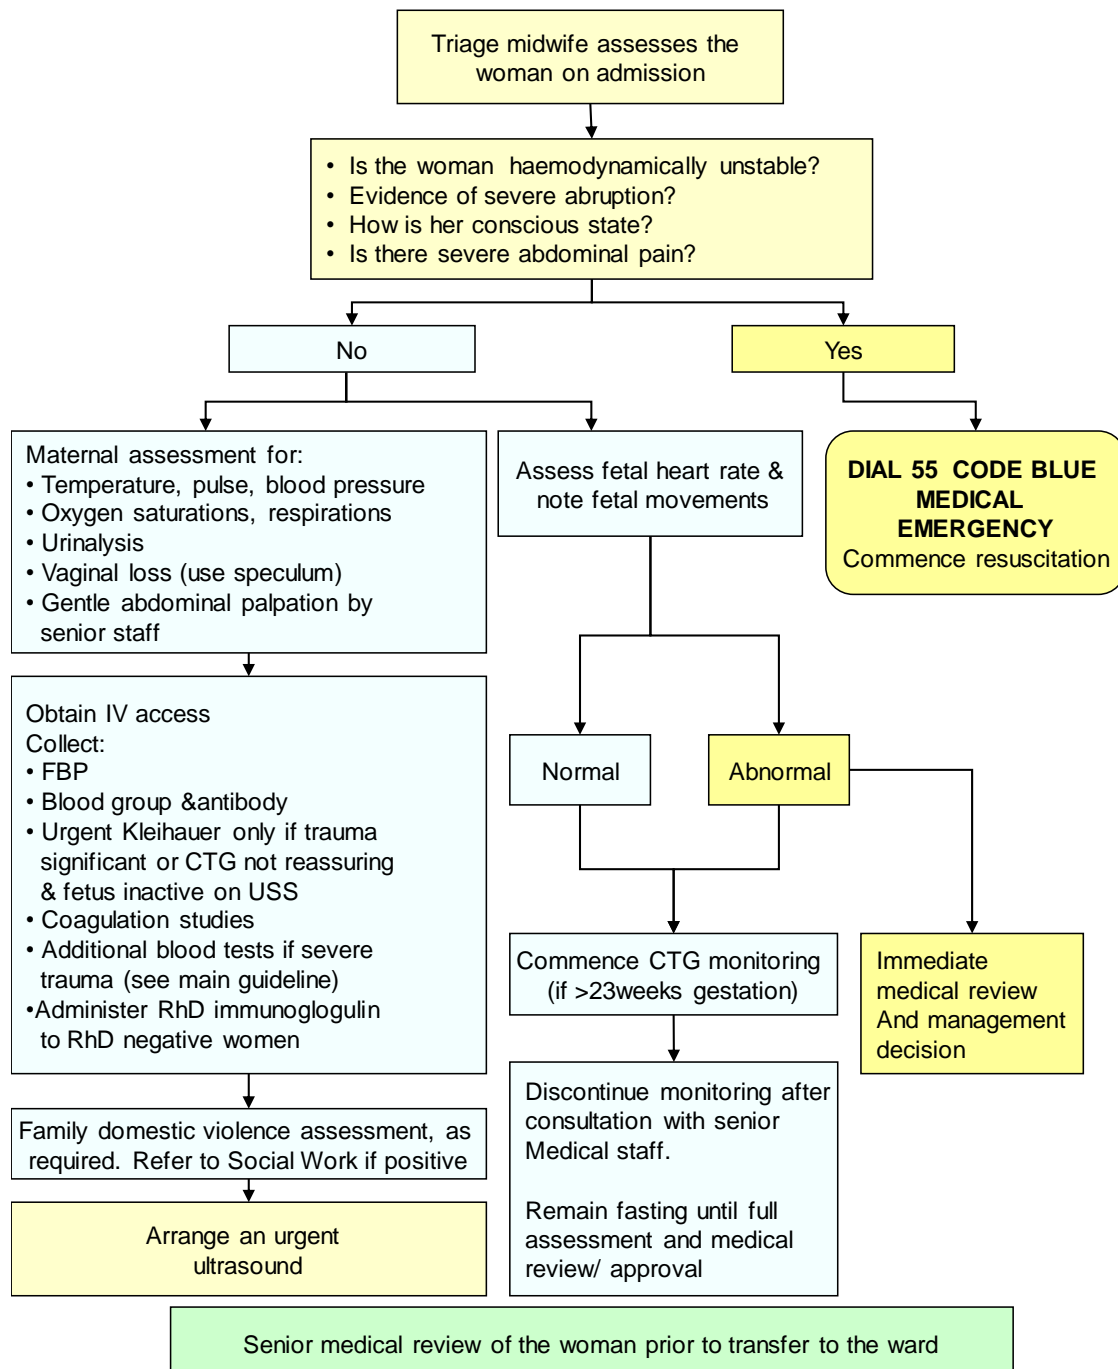 Triage midwife assesses the
woman on admission
• Is the woman haemodynamically unstable?
• Evidence of severe abruption?
• How is her conscious state?
• Is there severe abdominal pain?
No
Yes
Maternal assessment for:
• Temperature, pulse, blood pressure
• Oxygen saturations, respirations
• Urinalysis
• Vaginal loss (use speculum)
• Gentle abdominal palpation by
senior staff
Assess fetal heart rate &
note fetal movements
DIAL 55 CODE BLUE
MEDICAL
EMERGENCY
Commence resuscitation
Obtain IV access
Collect:
• FBP
• Blood group &antibody
• Urgent Kleihauer only if trauma
significant or CTG not reassuring
& fetus inactive on USS
• Coagulation studies
• Additional blood tests if severe
trauma (see main guideline)
•Administer RhD immunoglogulin
to RhD negative women
Normal
Abnormal
Commence CTG monitoring
(if >23weeks gestation)
Immediate
medical review
And management
decision
Discontinue monitoring after
consultation with senior
Medical staff.
Remain fasting until full
assessment and medical
review/ approval
Family domestic violence assessment, as
required. Refer to Social Work if positive
Arrange an urgent
ultrasound
Senior medical review of the woman prior to transfer to the ward